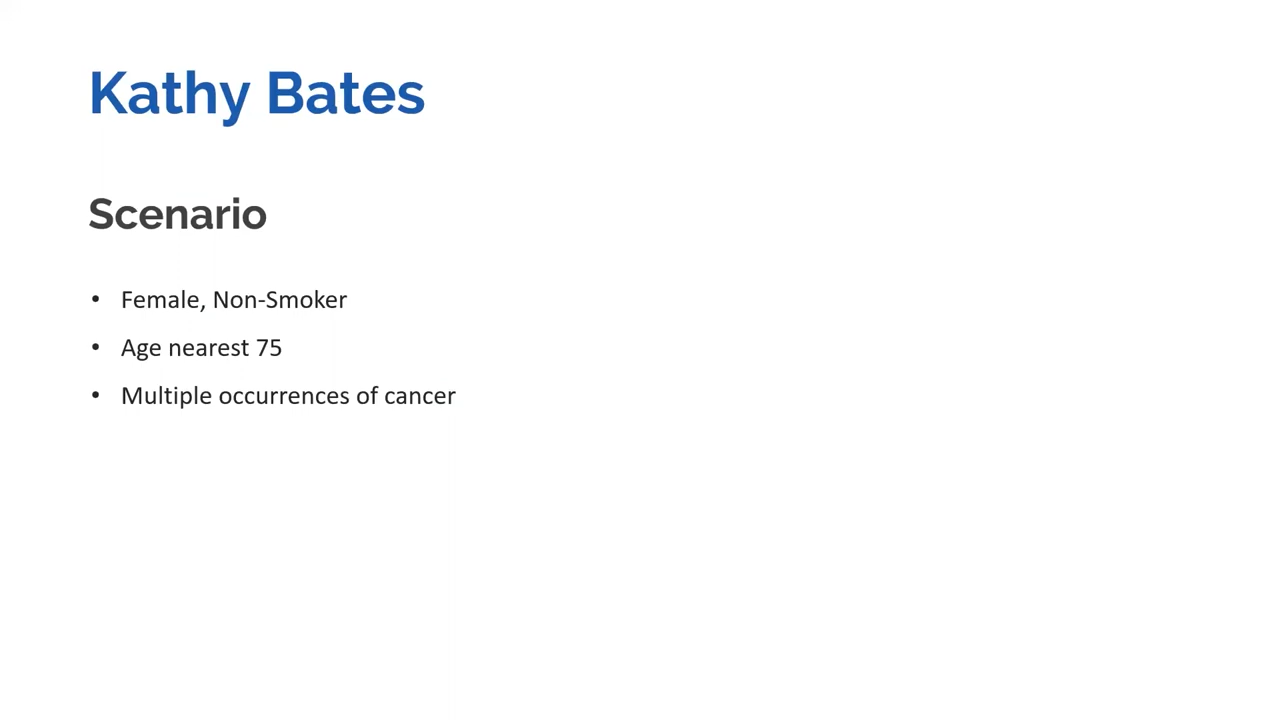 Kathy Bates
Scenario
• Female, Non-Smoker
• Age nearest 75
• Multiple occurrences of cancer